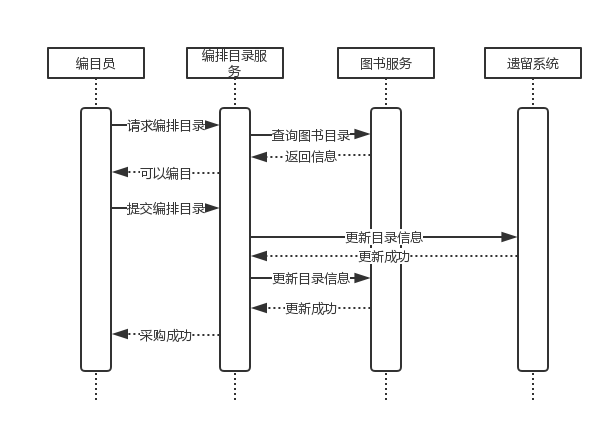 编目员
编排目录服
务
图书服务
遗留系统
请求编排目录
查询图书目录
返回信息
可以编目
提交编排目录
更新目录信息
更新成功
更新目录信息
更新成功
采购成功